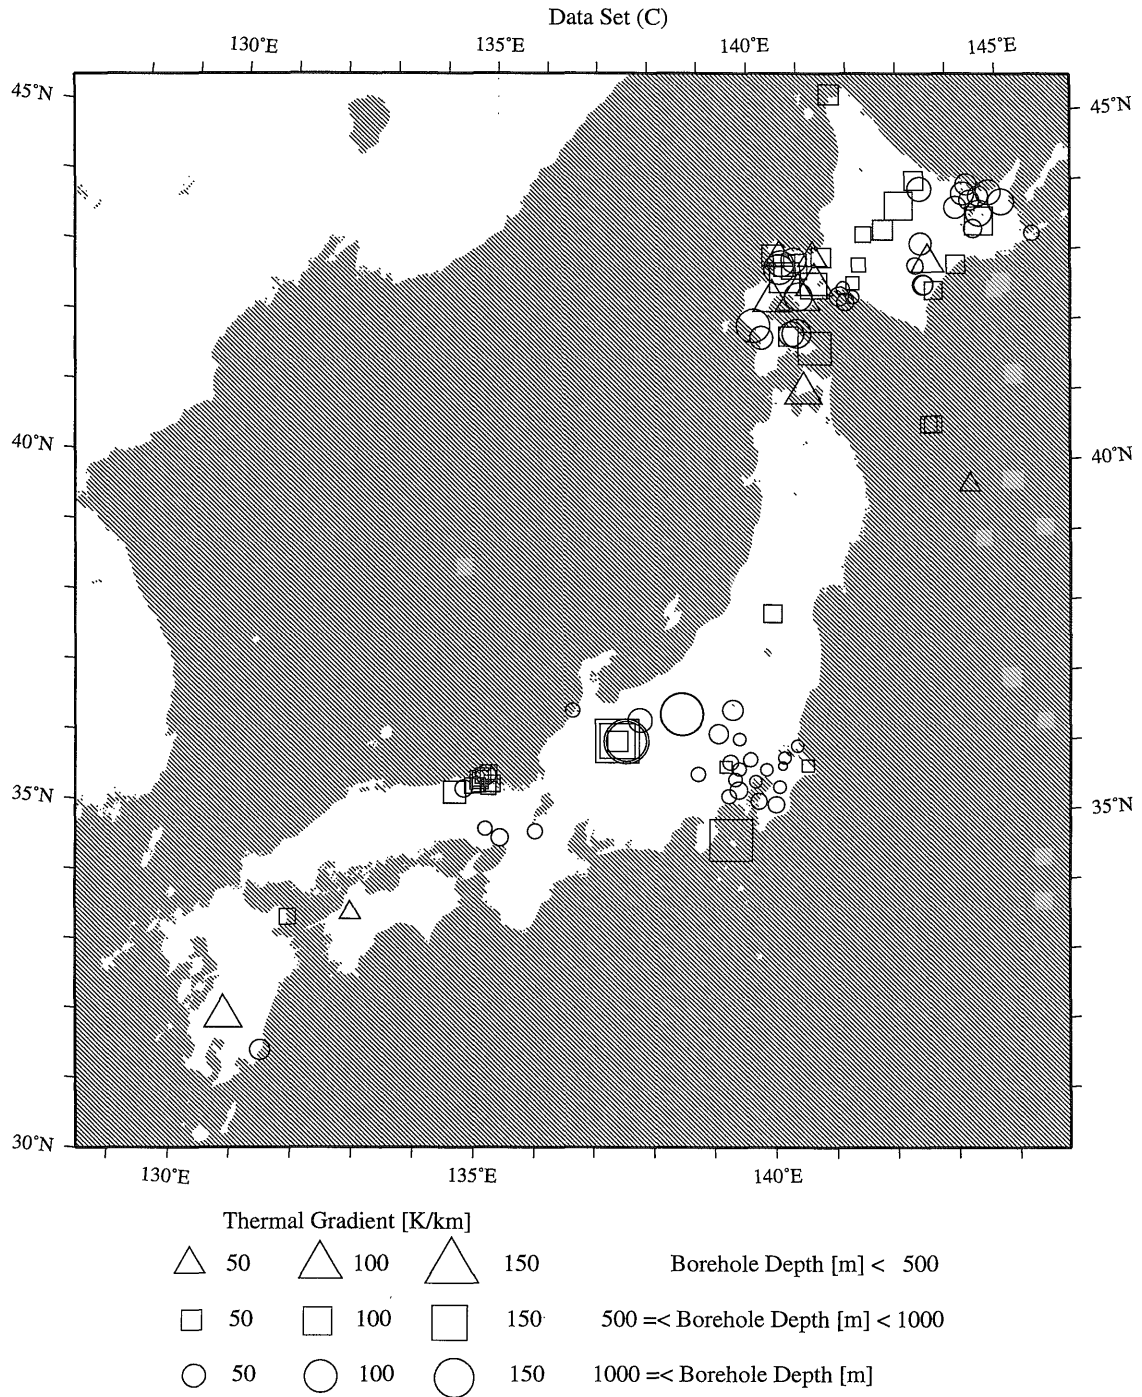 Data Set (C)
130°E 135°E 140°E 145°E
45°N 45°N
40°N 40°N
35°N 35°N
30°N
130°E 135°E 140°E
Thermal Gradient [K/km]
50 100 150 Borehole Depth [m] < 500
50 100 150 500 =< Borehole Depth [m] < 1000
50 100 150 1000 =< Borehole Depth [m]